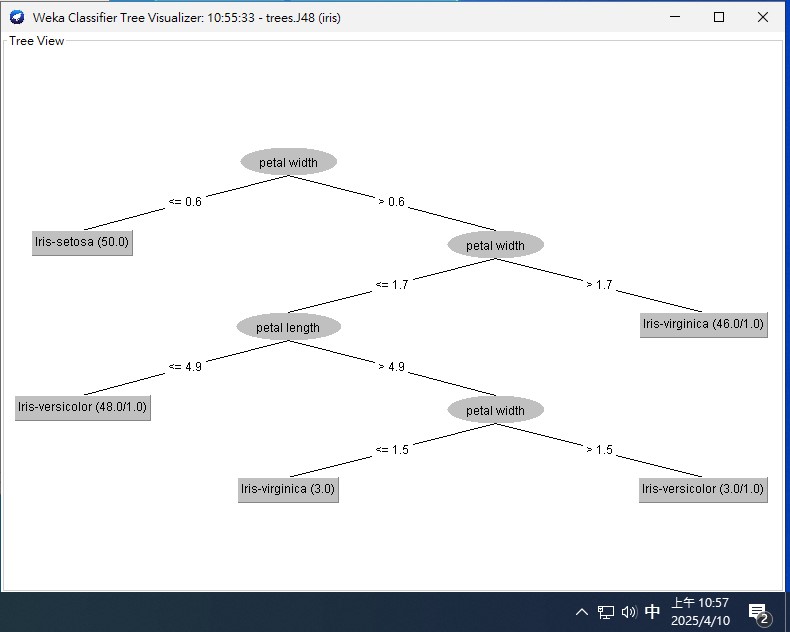 Weka Classifier Tree Visualizer: 10:55:33 - trees.J48 (iris)
Tree View
petal width
<= 0.6
> 0.6
Iris-setosa (50.0)
petal width
<= 1.7
> 1.7
petal length
Iris-virginica (46.0/1.0)
<= 4.9
> 4.9
Iris-versicolor (48.0/1.0)
petal width
<= 1.5
> 1.5
Iris-virginica (3.0)
Iris-versicolor (3.0/1.0)
中
上午 10:57
2025/4/10
2